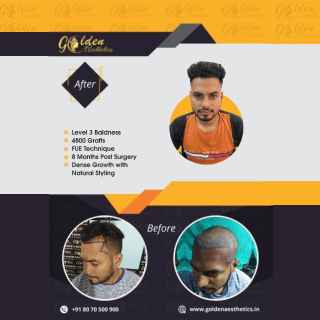 Golden
Aesthetics
After
Level 3 Baldness
4600 Grafts
FUE Technique
8 Months Post Surgery
Dense Growth with
Natural Styling
Before
+91 80 70 500 900
www.goldenaesthetics.in